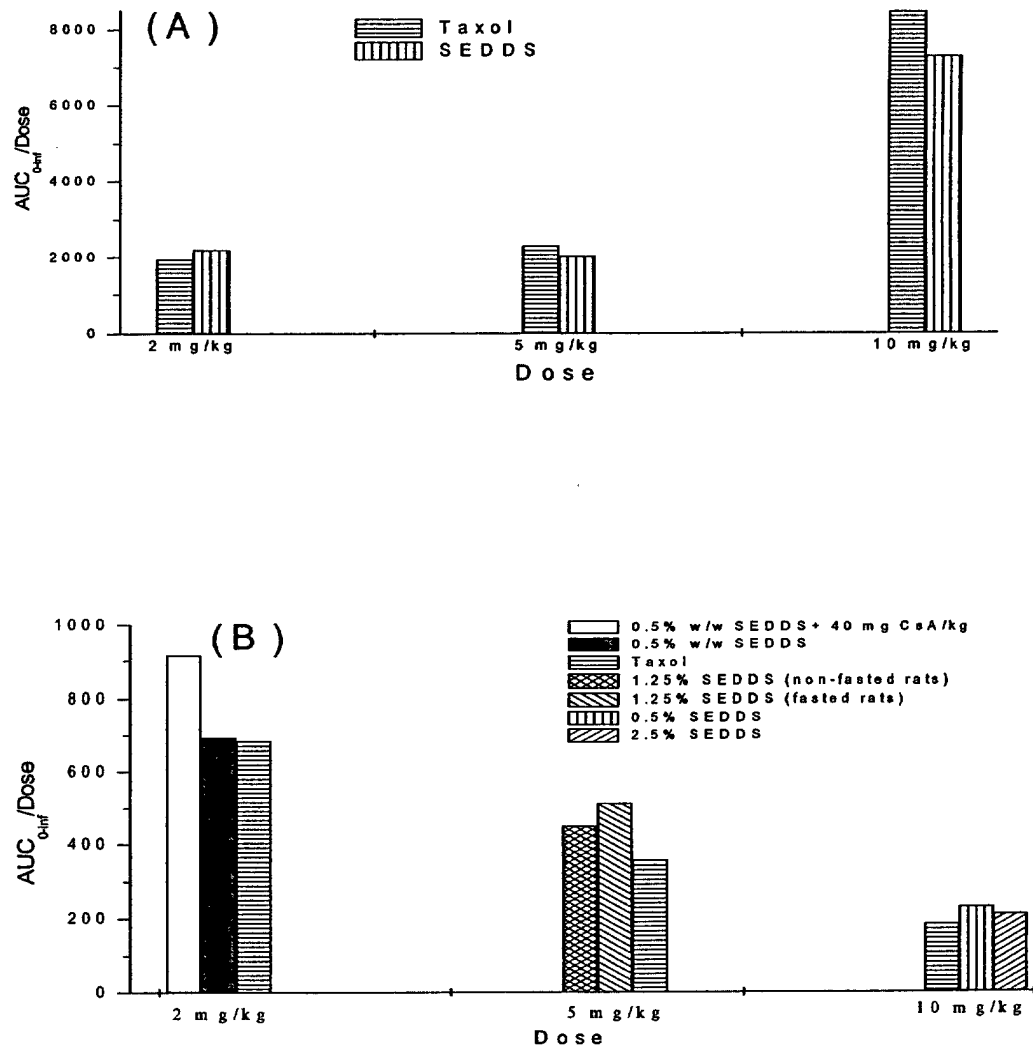 (A)
Taxol
SEDDS
8000
6000
4000
2000
0
AUC0-inf/Dose
2 mg/kg
5 mg/kg
10 mg/kg
Dose
(B)
0.5% w/w SEDDS+ 40 mg CsA/kg
0.5% w/w SEDDS
Taxol
1.25% SEDDS (non-fasted rats)
1.25% SEDDS (fasted rats)
0.5% SEDDS
2.5% SEDDS
1000
800
600
400
200
0
AUC0-inf/Dose
2 mg/kg
5 mg/kg
10 mg/kg
Dose